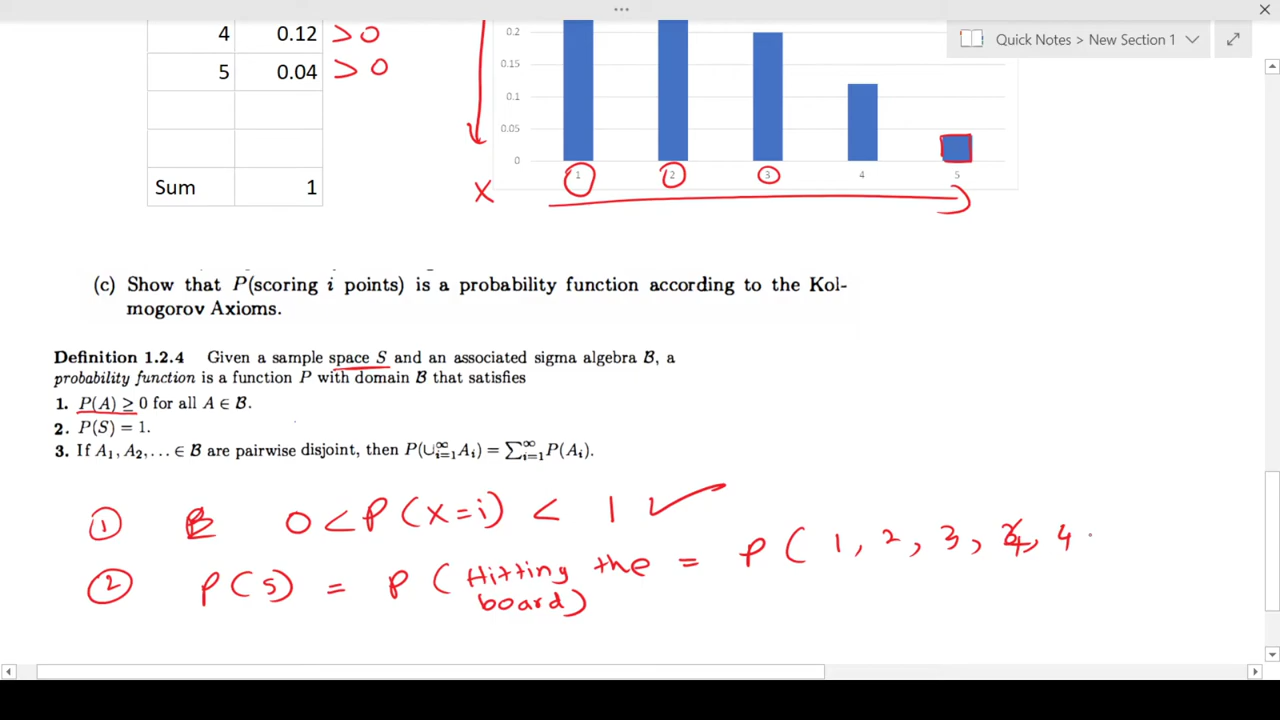 Quick Notes > New Section 1
4 0.12 >0
5 0.04 >0
Sum 1
0.2
0.15
0.1
0.05
0
1 2 3 4 5
X
(c) Show that P(scoring i points) is a probability function according to the Kol-
mogorov Axioms.
Definition 1.2.4 Given a sample space S and an associated sigma algebra B, a
probability function is a function P with domain B that satisfies
1. P(A) ≥ 0 for all A ∈ B.
2. P(S) = 1.
3. If A₁, A₂, ... ∈ B are pairwise disjoint, then P(∪_{i=1}^∞ A_i) = ∑_{i=1}^∞ P(A_i).
① B 0 < P(X=i) < 1 ✓
② P(S) = P(Hitting the board) = P(1, 2, 3, 4, 4